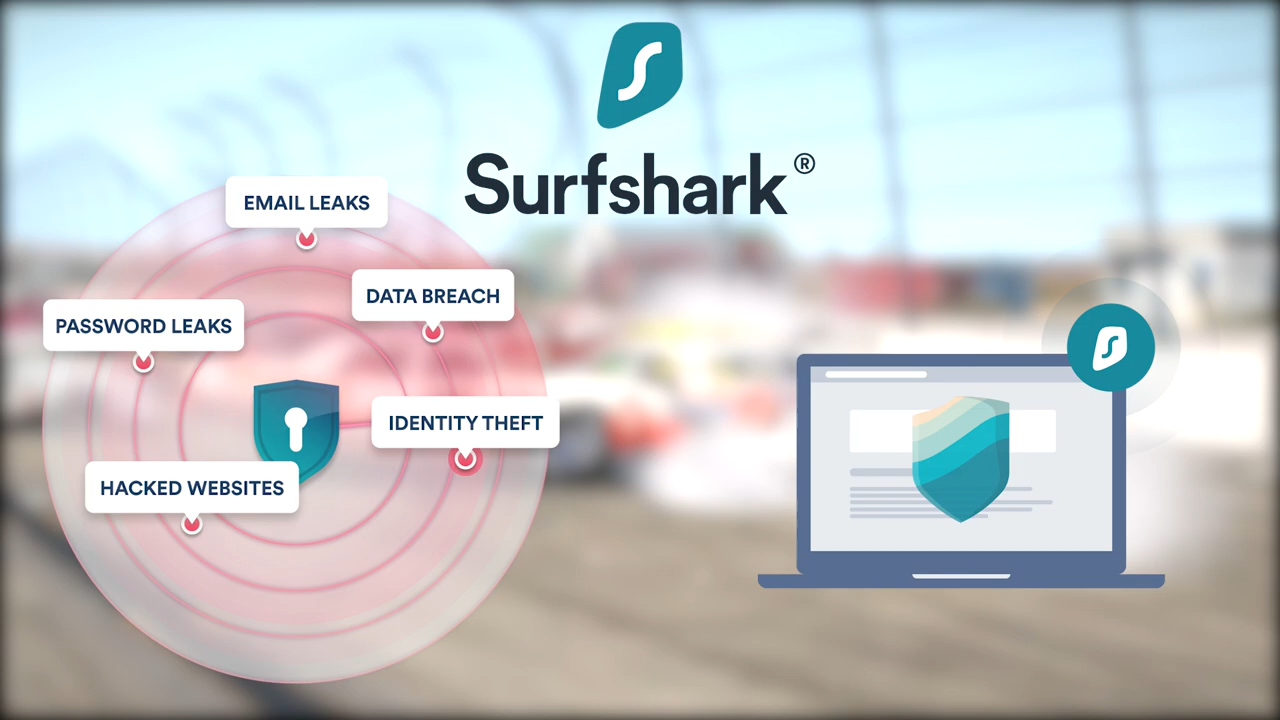 Surfshark®
EMAIL LEAKS
DATA BREACH
PASSWORD LEAKS
IDENTITY THEFT
HACKED WEBSITES